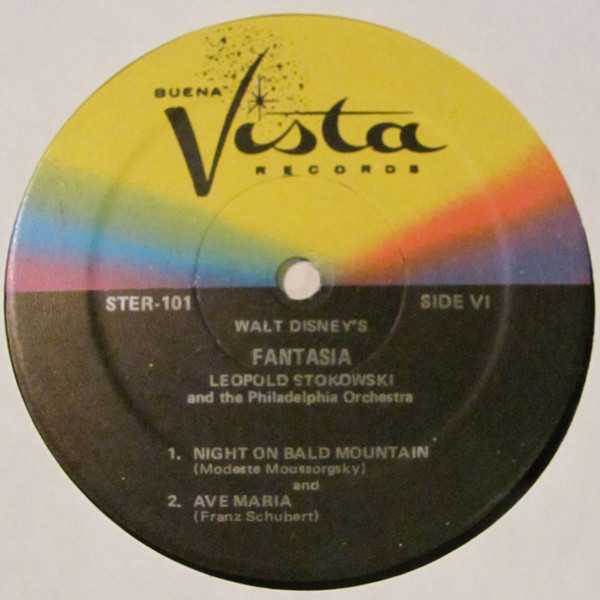 BUENA
Vista
RECORDS
STER-101
SIDE VI
WALT DISNEY'S
FANTASIA
LEOPOLD STOKOWSKI
and the Philadelphia Orchestra
1. NIGHT ON BALD MOUNTAIN
(Modeste Moussorgsky)
and
2. AVE MARIA
(Franz Schubert)